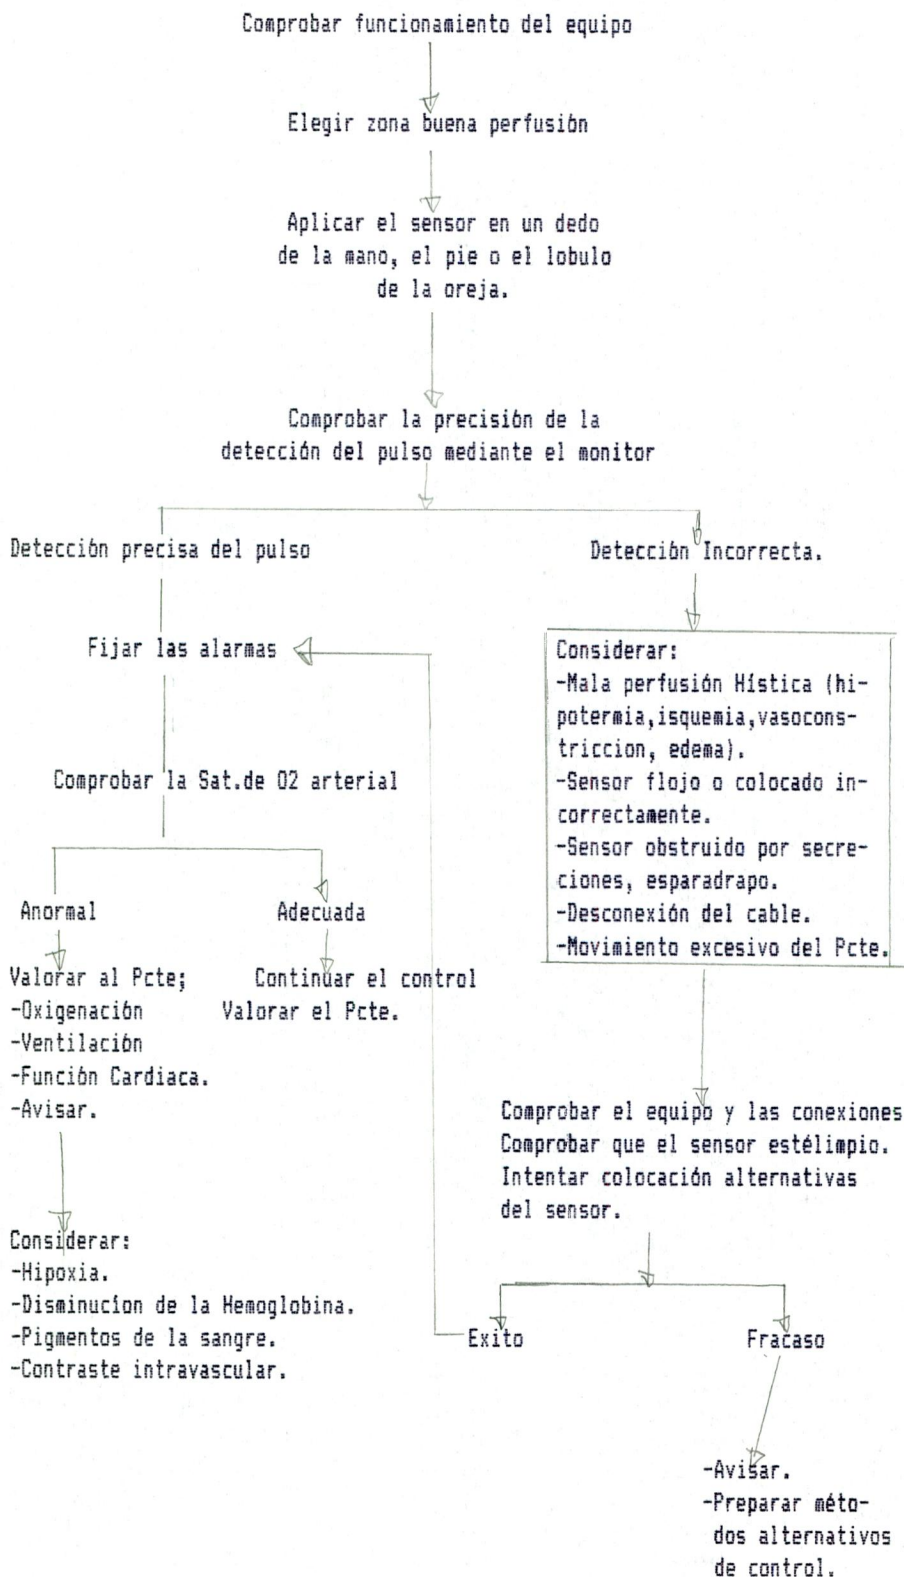 Comprobar funcionamiento del equipo
Elegir zona buena perfusión
Aplicar el sensor en un dedo
de la mano, el pie o el lobulo
de la oreja.
Comprobar la precisión de la
detección del pulso mediante el monitor
Detección precisa del pulso
Fijar las alarmas
Comprobar la Sat.de O2 arterial
Anormal
Valorar al Pcte;
-Oxigenación
-Ventilación
-Función Cardiaca.
-Avisar.
Considerar:
-Hipoxia.
-Disminucion de la Hemoglobina.
-Pigmentos de la sangre.
-Contraste intravascular.
Adecuada
Continuar el control
Valorar el Pcte.
Detección Incorrecta.
Considerar:
-Mala perfusión Hística (hi-
potermia,isquemia,vasocons-
triccion, edema).
-Sensor flojo o colocado in-
correctamente.
-Sensor obstruido por secre-
ciones, esparadrapo.
-Desconexión del cable.
-Movimiento excesivo del Pcte.
Comprobar el equipo y las conexiones
Comprobar que el sensor estélimpio.
Intentar colocación alternativas
del sensor.
Exito
Fracaso
-Avisar.
-Preparar méto-
dos alternativos
de control.